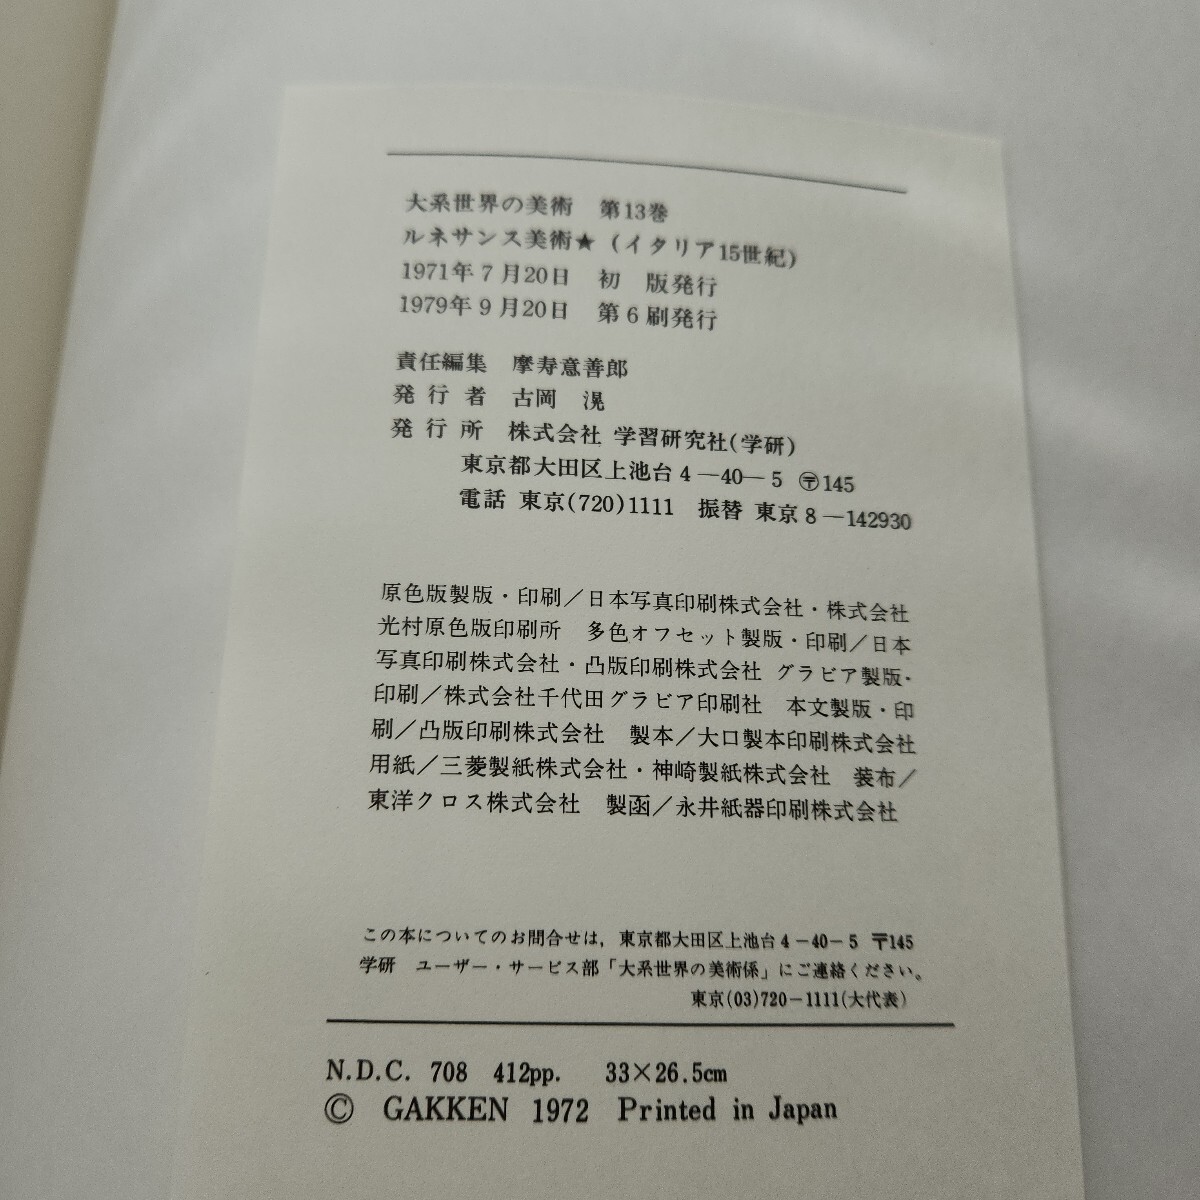 大系世界の美術　第13巻
ルネサンス美術★(イタリア15世紀)
1971年7月20日　初　版発行
1979年9月20日　第6刷発行
責任編集　摩寿意善郎
発行者　古岡　滉
発行所　株式会社 学習研究社(学研)
東京都大田区上池台4―40―5 〶145
電話 東京(720)1111　振替 東京8―142930
原色版製版・印刷／日本写真印刷株式会社・株式会社
光村原色版印刷所　多色オフセット製版・印刷／日本
写真印刷株式会社・凸版印刷株式会社 グラビア製版・
印刷／株式会社千代田グラビア印刷社　本文製版・印
刷／凸版印刷株式会社　製本／大口製本印刷株式会社
用紙／三菱製紙株式会社・神崎製紙株式会社　装布／
東洋クロス株式会社　製函／永井紙器印刷株式会社
この本についてのお問合せは，東京都大田区上池台4－40－5 〒145
学研　ユーザー・サービス部「大系世界の美術係」にご連絡ください。
東京(03)720－1111(大代表)
N.D.C. 708　412pp.　33×26.5cm
© GAKKEN 1972 Printed in Japan